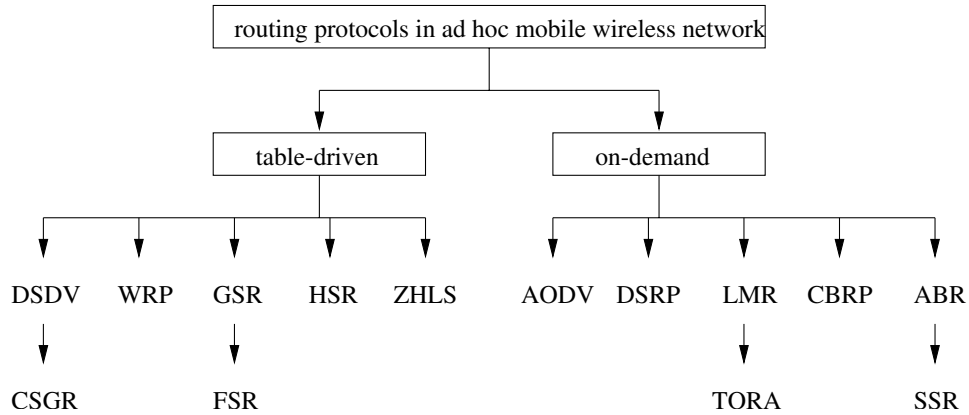 routing protocols in ad hoc mobile wireless network
table-driven
on-demand
DSDV WRP GSR HSR ZHLS AODV DSRP LMR CBRP ABR
CSGR FSR TORA SSR